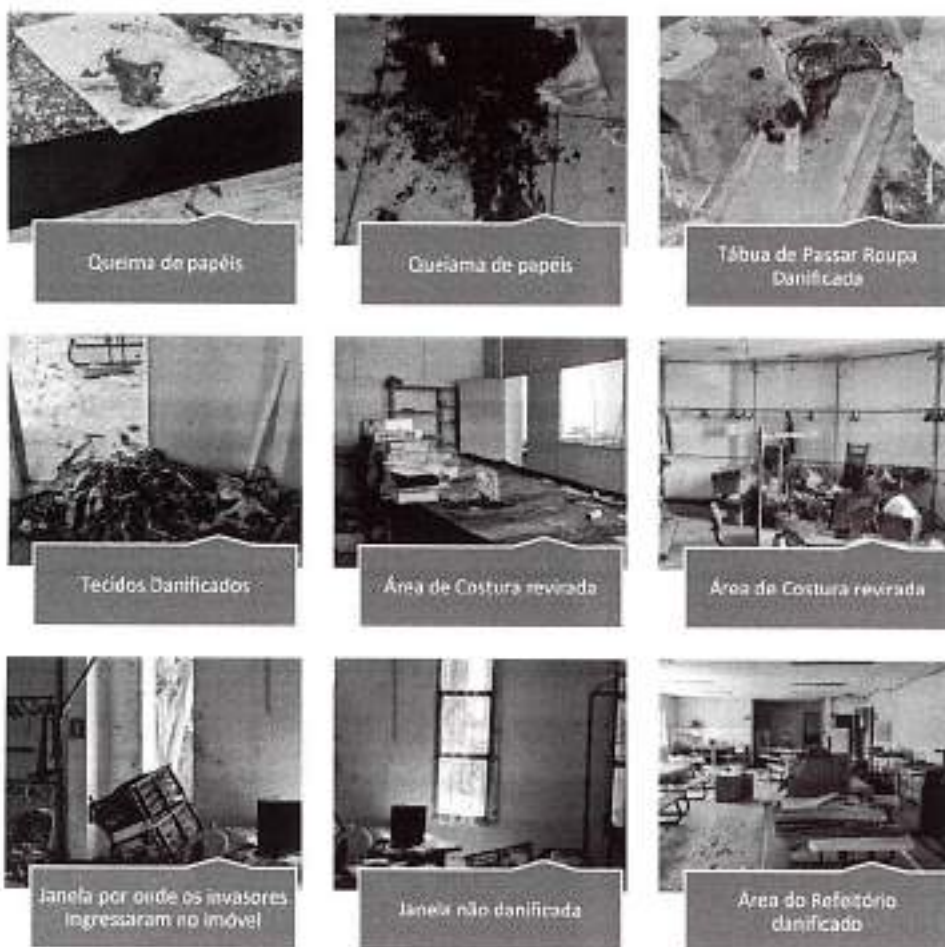 Queima de papéis
Queiama de papéis
Tábua de Passar Roupa
Danificada
Tecidos Danificados
Área de Costura revirada
Área de Costura revirada
Janela por onde os invasores
ingressaram no imóvel
Janela não danificada
Área do Refeitório
danificado